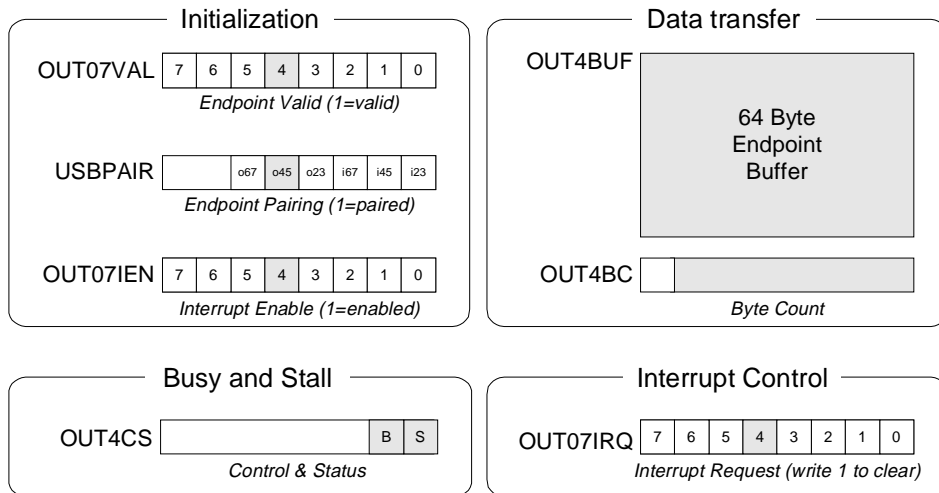 Initialization
OUT07VAL 7 6 5 4 3 2 1 0
Endpoint Valid (1=valid)
USBPAIR o67 o45 o23 i67 i45 i23
Endpoint Pairing (1=paired)
OUT07IEN 7 6 5 4 3 2 1 0
Interrupt Enable (1=enabled)
Data transfer
OUT4BUF
64 Byte
Endpoint
Buffer
OUT4BC
Byte Count
Busy and Stall
OUT4CS B S
Control & Status
Interrupt Control
OUT07IRQ 7 6 5 4 3 2 1 0
Interrupt Request (write 1 to clear)